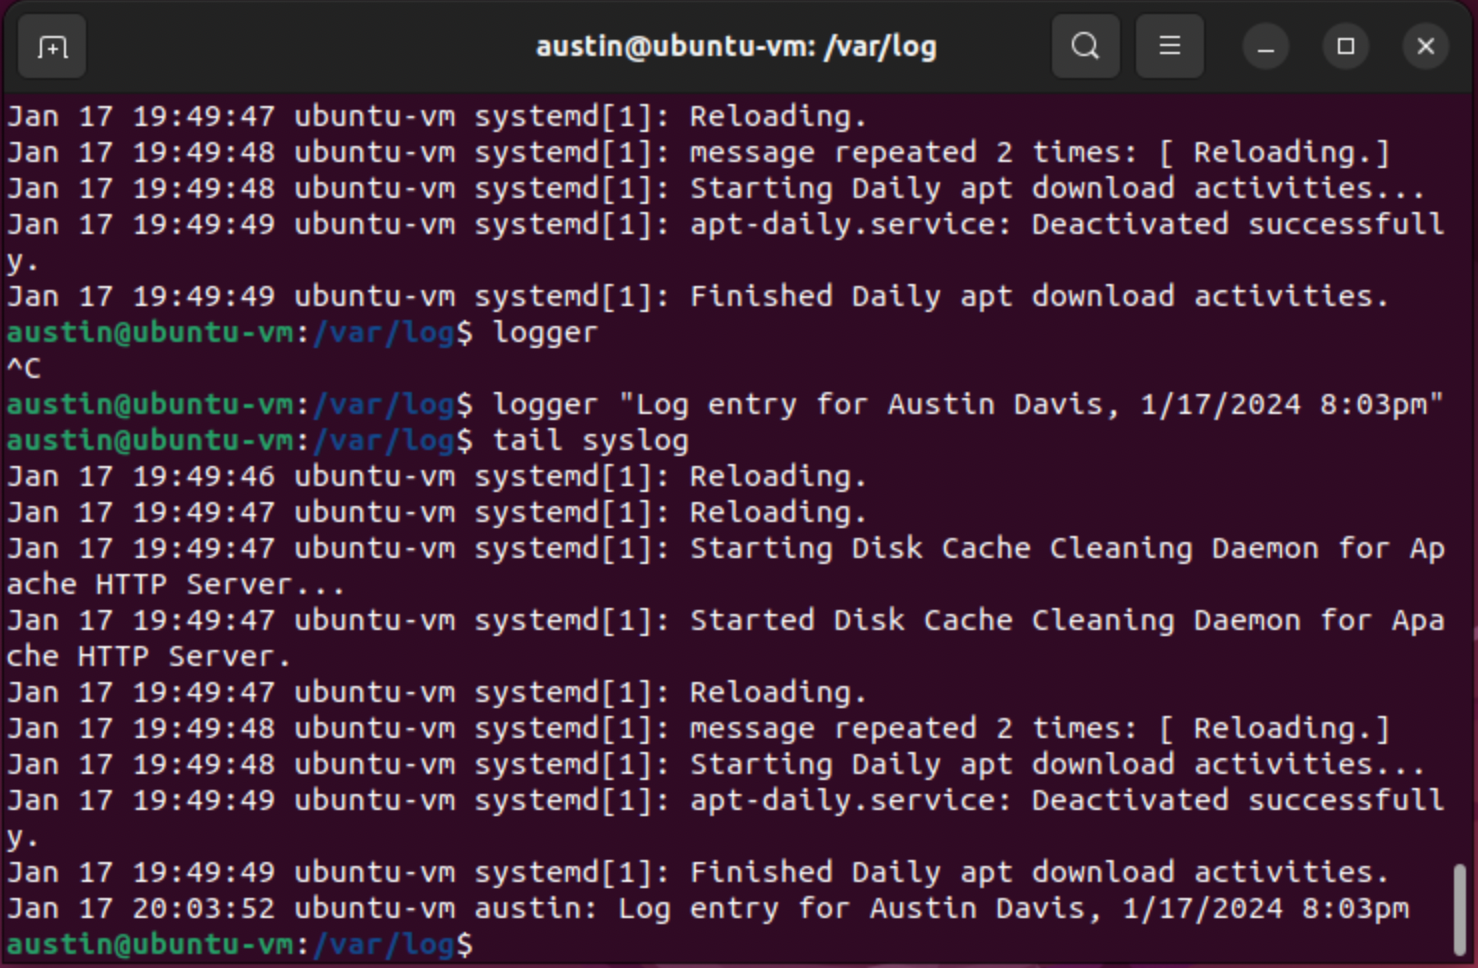 austin@ubuntu-vm: /var/log
Jan 17 19:49:47 ubuntu-vm systemd[1]: Reloading.
Jan 17 19:49:48 ubuntu-vm systemd[1]: message repeated 2 times: [ Reloading.]
Jan 17 19:49:48 ubuntu-vm systemd[1]: Starting Daily apt download activities...
Jan 17 19:49:49 ubuntu-vm systemd[1]: apt-daily.service: Deactivated successfull
y.
Jan 17 19:49:49 ubuntu-vm systemd[1]: Finished Daily apt download activities.
austin@ubuntu-vm:/var/log$ logger
^C
austin@ubuntu-vm:/var/log$ logger "Log entry for Austin Davis, 1/17/2024 8:03pm"
austin@ubuntu-vm:/var/log$ tail syslog
Jan 17 19:49:46 ubuntu-vm systemd[1]: Reloading.
Jan 17 19:49:47 ubuntu-vm systemd[1]: Reloading.
Jan 17 19:49:47 ubuntu-vm systemd[1]: Starting Disk Cache Cleaning Daemon for Ap
ache HTTP Server...
Jan 17 19:49:47 ubuntu-vm systemd[1]: Started Disk Cache Cleaning Daemon for Apa
che HTTP Server.
Jan 17 19:49:47 ubuntu-vm systemd[1]: Reloading.
Jan 17 19:49:48 ubuntu-vm systemd[1]: message repeated 2 times: [ Reloading.]
Jan 17 19:49:48 ubuntu-vm systemd[1]: Starting Daily apt download activities...
Jan 17 19:49:49 ubuntu-vm systemd[1]: apt-daily.service: Deactivated successfull
y.
Jan 17 19:49:49 ubuntu-vm systemd[1]: Finished Daily apt download activities.
Jan 17 20:03:52 ubuntu-vm austin: Log entry for Austin Davis, 1/17/2024 8:03pm
austin@ubuntu-vm:/var/log$